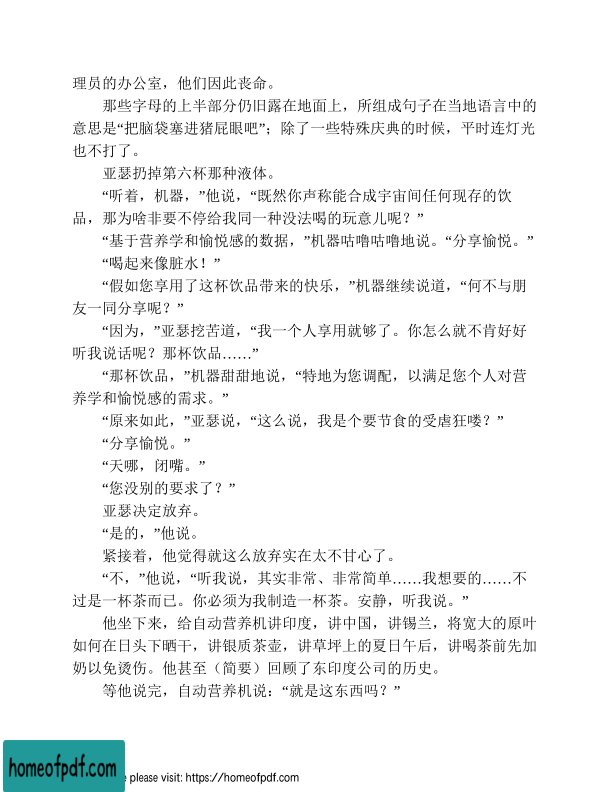 理员的办公室，他们因此丧命。
那些字母的上半部分仍旧露在地面上，所组成句子在当地语言中的
意思是“把脑袋塞进猪屁眼吧”；除了一些特殊庆典的时候，平时连灯光
也不打了。
亚瑟扔掉第六杯那种液体。
“听着，机器，”他说，“既然你声称能合成宇宙间任何现存的饮
品，那为啥非要不停给我同一种没法喝的玩意儿呢？”
“基于营养学和愉悦感的数据，”机器咕噜咕噜地说。“分享愉悦。”
“喝起来像脏水！”
“假如您享用了这杯饮品带来的快乐，”机器继续说道，“何不与朋
友一同分享呢？”
“因为，”亚瑟挖苦道，“我一个人享用就够了。你怎么就不肯好好
听我说话呢？那杯饮品……”
“那杯饮品，”机器甜甜地说，“特地为您调配，以满足您个人对营
养学和愉悦感的需求。”
“原来如此，”亚瑟说，“这么说，我是个要节食的受虐狂喽？”
“分享愉悦。”
“天哪，闭嘴。”
“您没别的要求了？”
亚瑟决定放弃。
“是的，”他说。
紧接着，他觉得就这么放弃实在太不甘心了。
“不，”他说，“听我说，其实非常、非常简单……我想要的……不
过是一杯茶而已。你必须为我制造一杯茶。安静，听我说。”
他坐下来，给自动营养机讲印度，讲中国，讲锡兰，将宽大的原叶
如何在日头下晒干，讲银质茶壶，讲草坪上的夏日午后，讲喝茶前先加
奶以免烫伤。他甚至（简要）回顾了东印度公司的历史。
等他说完，自动营养机说：“就是这东西吗？”
homeofpdf.com
e please visit: https://homeofpdf.com